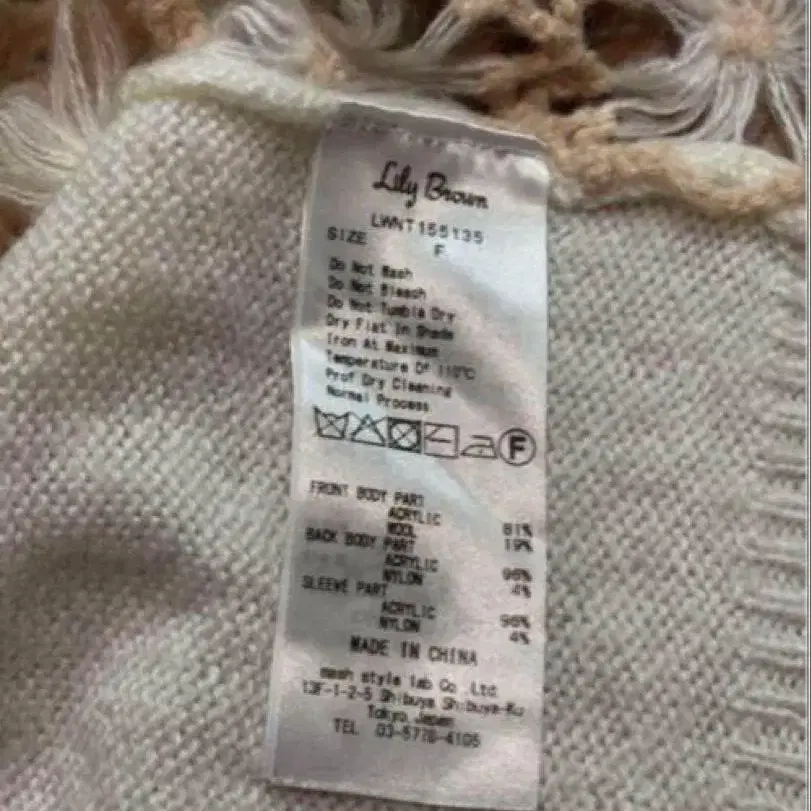 Lily Brown
LWNT155135
SIZE F
Do Not Wash
Do Not Bleach
Do Not Tumble Dry
Dry Flat In Shade
Iron At Maximum
Temperature Of 110°C
Prof Dry Cleaning
Normal Process
F
FRONT BODY PART
ACRYLIC 81%
WOOL 19%
BACK BODY PART
ACRYLIC 96%
NYLON 4%
SLEEVE PART
ACRYLIC 96%
NYLON 4%
MADE IN CHINA
mash style lab Co .Ltd
13F-1-2-5 Shibuya Shibuya-Ku
Tokyo,Japan
TEL 03-5778-4105